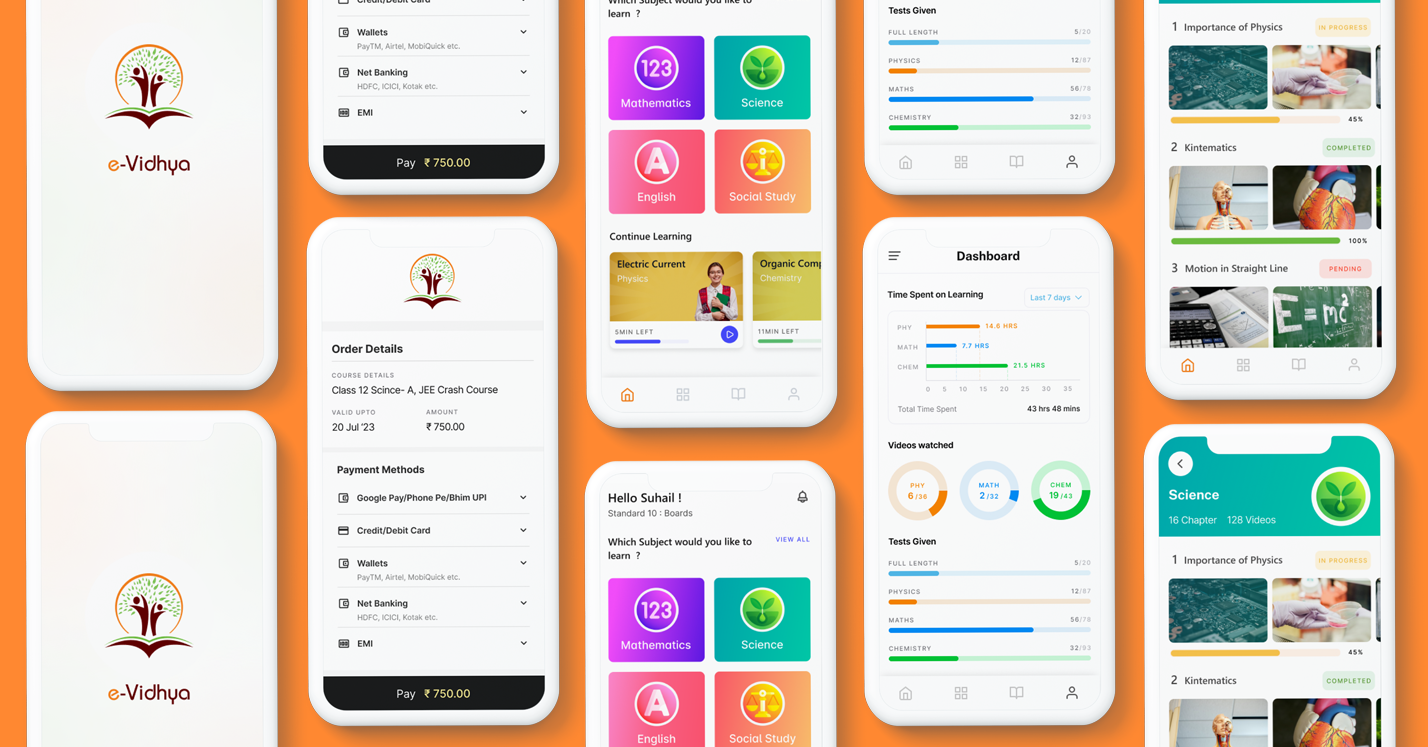 e-Vidhya
e-Vidhya
Credit/Debit Card
Wallets
PayTM, Airtel, MobiQuick etc.
Net Banking
HDFC, ICICI, Kotak etc.
EMI
Pay ₹ 750.00
Order Details
COURSE DETAILS
Class 12 Scince- A, JEE Crash Course
VALID UPTO AMOUNT
20 Jul '23 ₹ 750.00
Payment Methods
Google Pay/Phone Pe/Bhim UPI
Credit/Debit Card
Wallets
PayTM, Airtel, MobiQuick etc.
Net Banking
HDFC, ICICI, Kotak etc.
EMI
Pay ₹ 750.00
Which Subject would you like to
learn ?
123
Mathematics Science
A
English Social Study
Continue Learning
Electric Current Organic Comp
Physics Chemistry
5MIN LEFT 11MIN LEFT
Hello Suhail !
Standard 10 : Boards
Which Subject would you like to VIEW ALL
learn ?
123
Mathematics Science
A
English Social Study
Tests Given
FULL LENGTH 5/20
PHYSICS 12/87
MATHS 56/78
CHEMISTRY 32/93
Dashboard
Time Spent on Learning Last 7 days
PHY 14.6 HRS
MATH 7.7 HRS
CHEM 21.5 HRS
0 5 10 15 20 25 30 35
Total Time Spent 43 hrs 48 mins
Videos watched
PHY MATH CHEM
6/36 2/32 19/43
Tests Given
FULL LENGTH 5/20
PHYSICS 12/87
MATHS 56/78
CHEMISTRY 32/93
1 Importance of Physics IN PROGRESS
45%
2 Kintematics COMPLETED
100%
3 Motion in Straight Line PENDING
E=mc²
Science
16 Chapter 128 Videos
1 Importance of Physics IN PROGRESS
45%
2 Kintematics COMPLETED